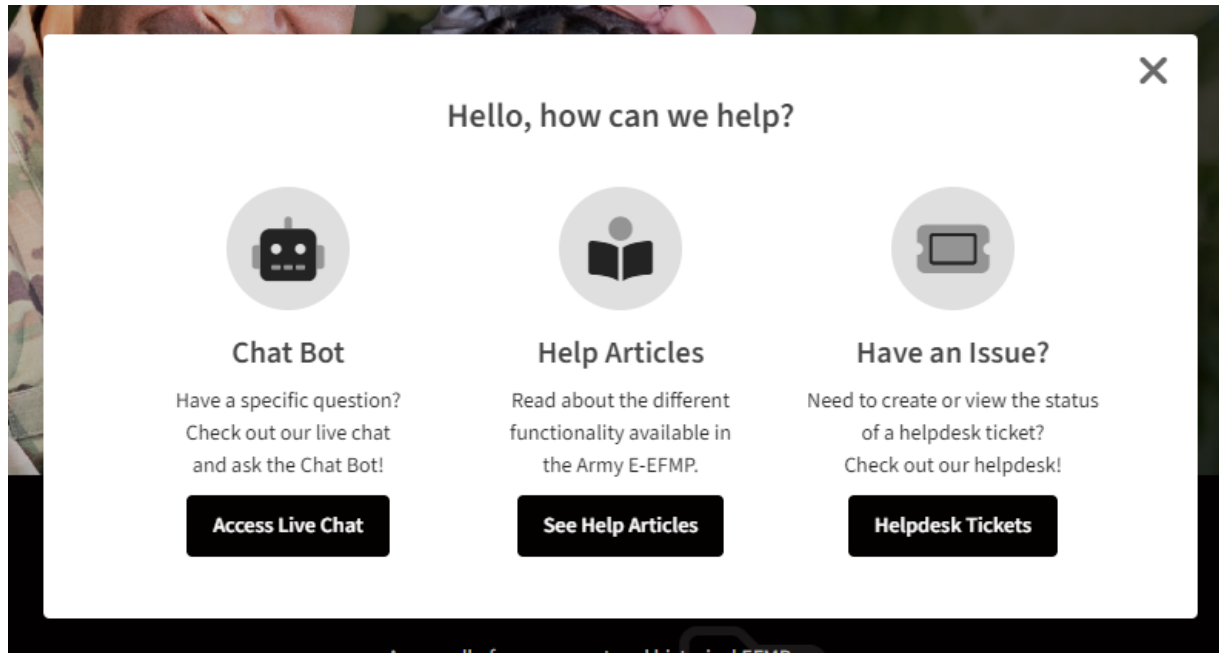 Hello, how can we help?
Chat Bot
Have a specific question?
Check out our live chat
and ask the Chat Bot!
Access Live Chat
Help Articles
Read about the different
functionality available in
the Army E-EFMP.
See Help Articles
Have an Issue?
Need to create or view the status
of a helpdesk ticket?
Check out our helpdesk!
Helpdesk Tickets